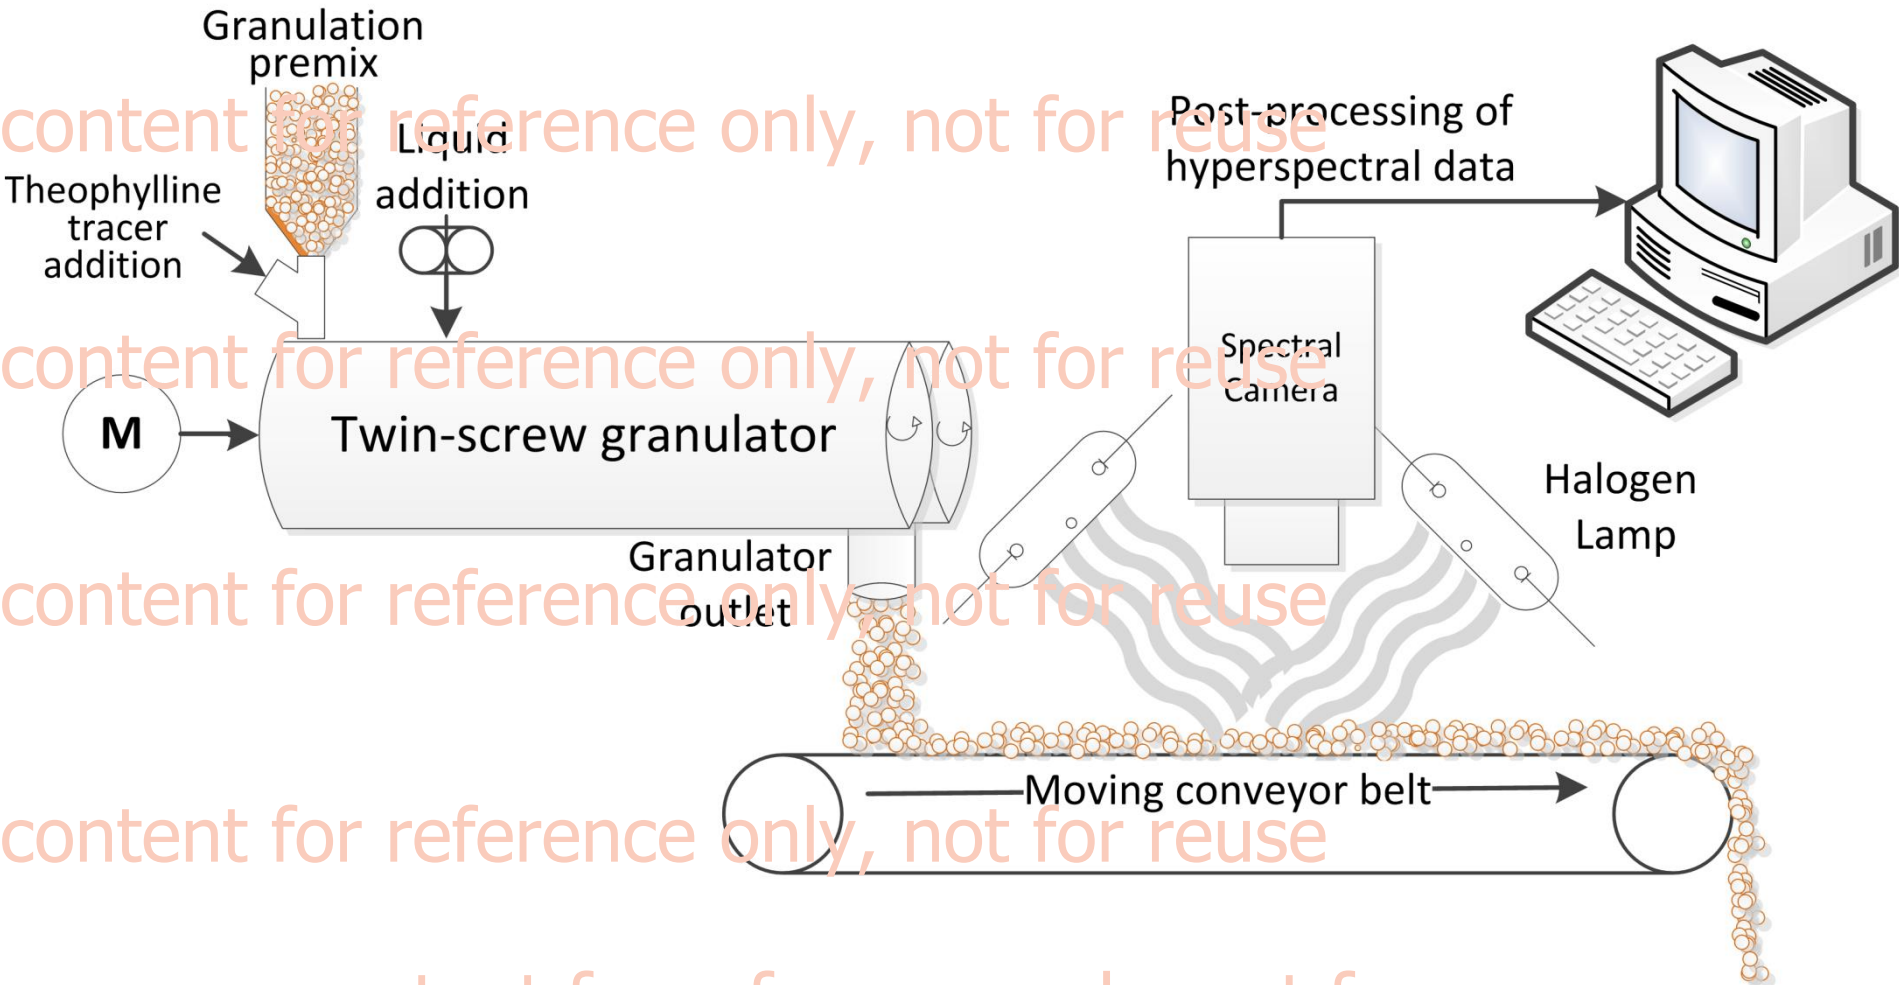 Granulation
premix
Liquid
addition
Theophylline
tracer
addition
M
Twin-screw granulator
Granulator
outlet
Post-processing of
hyperspectral data
Spectral
Camera
Halogen
Lamp
Moving conveyor belt
content for reference only, not for reuse
content for reference only, not for reuse
content for reference only, not for reuse
content for reference only, not for reuse